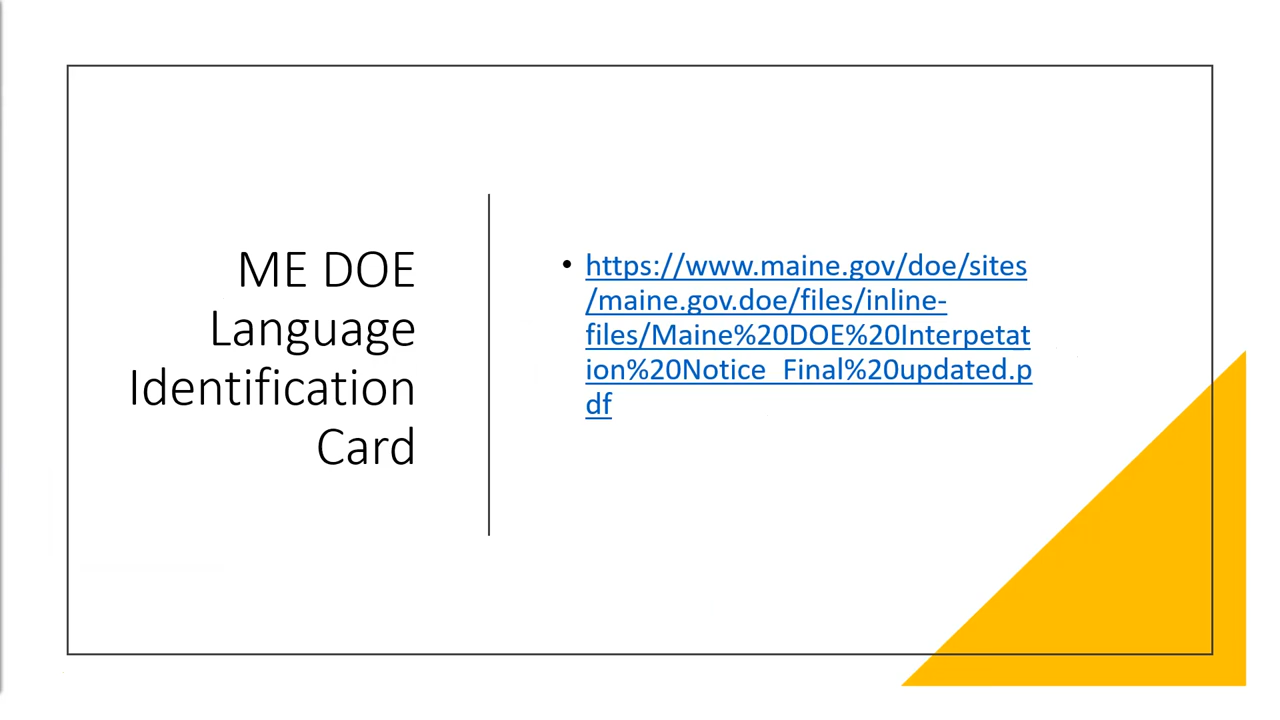 ME DOE
Language
Identification
Card
• https://www.maine.gov/doe/sites
/maine.gov.doe/files/inline-
files/Maine%20DOE%20Interpetat
ion%20Notice_Final%20updated.p
df